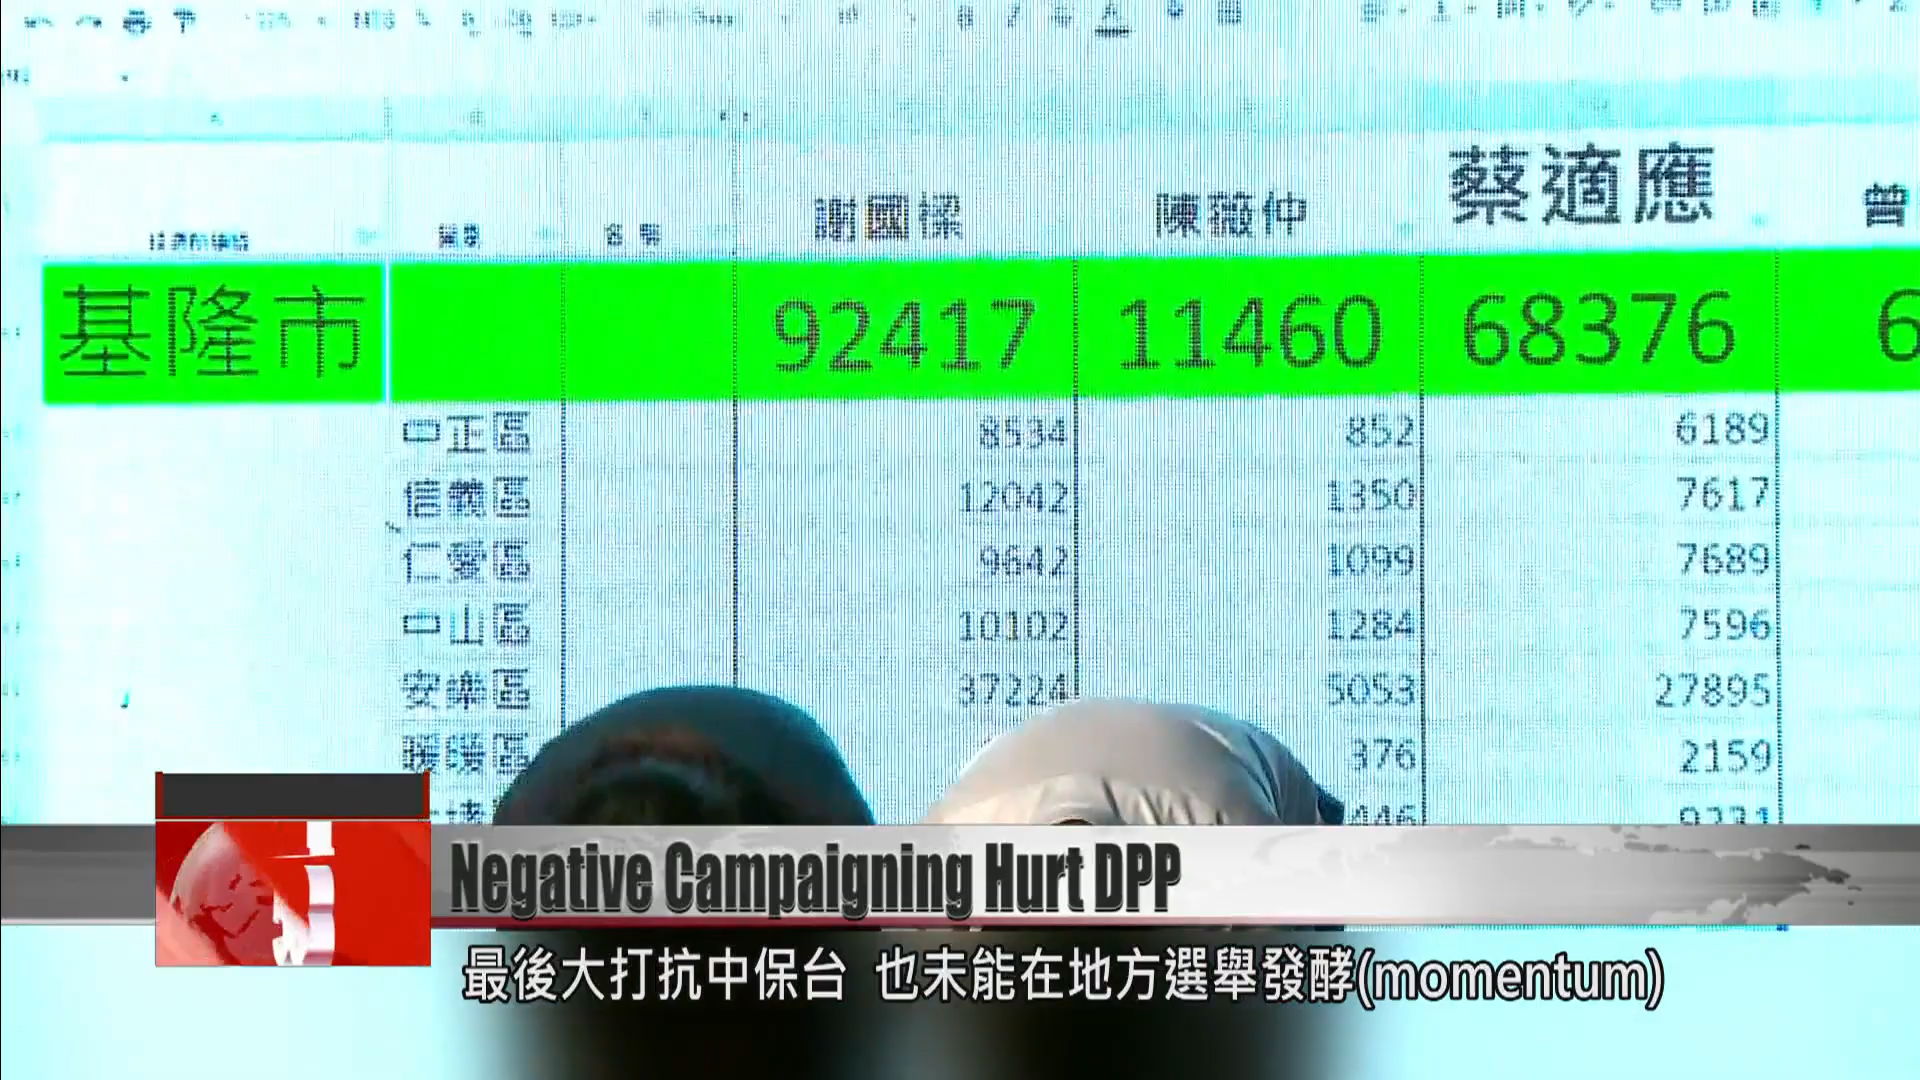 謝國樑 陳薇仲 蔡適應 曾
基隆市 92417 11460 68376 6
中正區 8534 852 6189
信義區 12042 1350 7617
仁愛區 9642 1099 7689
中山區 10102 1284 7596
安樂區 37224 5053 27895
暖暖區 376 2159
446 9231
Negative Campaigning Hurt DPP
最後大打抗中保台 也未能在地方選舉發酵(momentum)